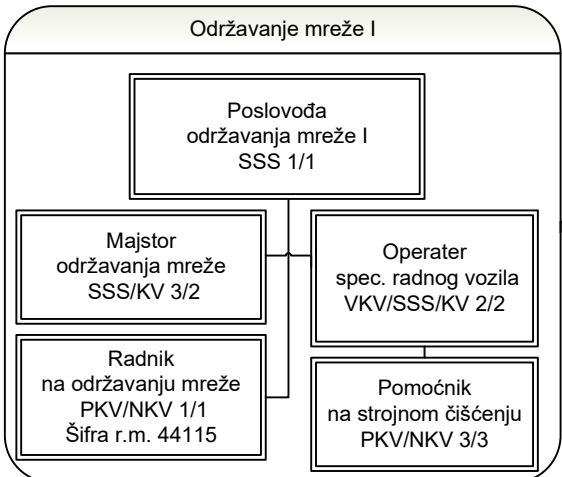 Održavanje mreže I
Poslovođa
održavanja mreže I
SSS 1/1
Majstor
održavanja mreže
SSS/KV 3/2
Operater
spec. radnog vozila
VKV/SSS/KV 2/2
Radnik
na održavanju mreže
PKV/NKV 1/1
Šifra r.m. 44115
Pomoćnik
na strojnom čišćenju
PKV/NKV 3/3